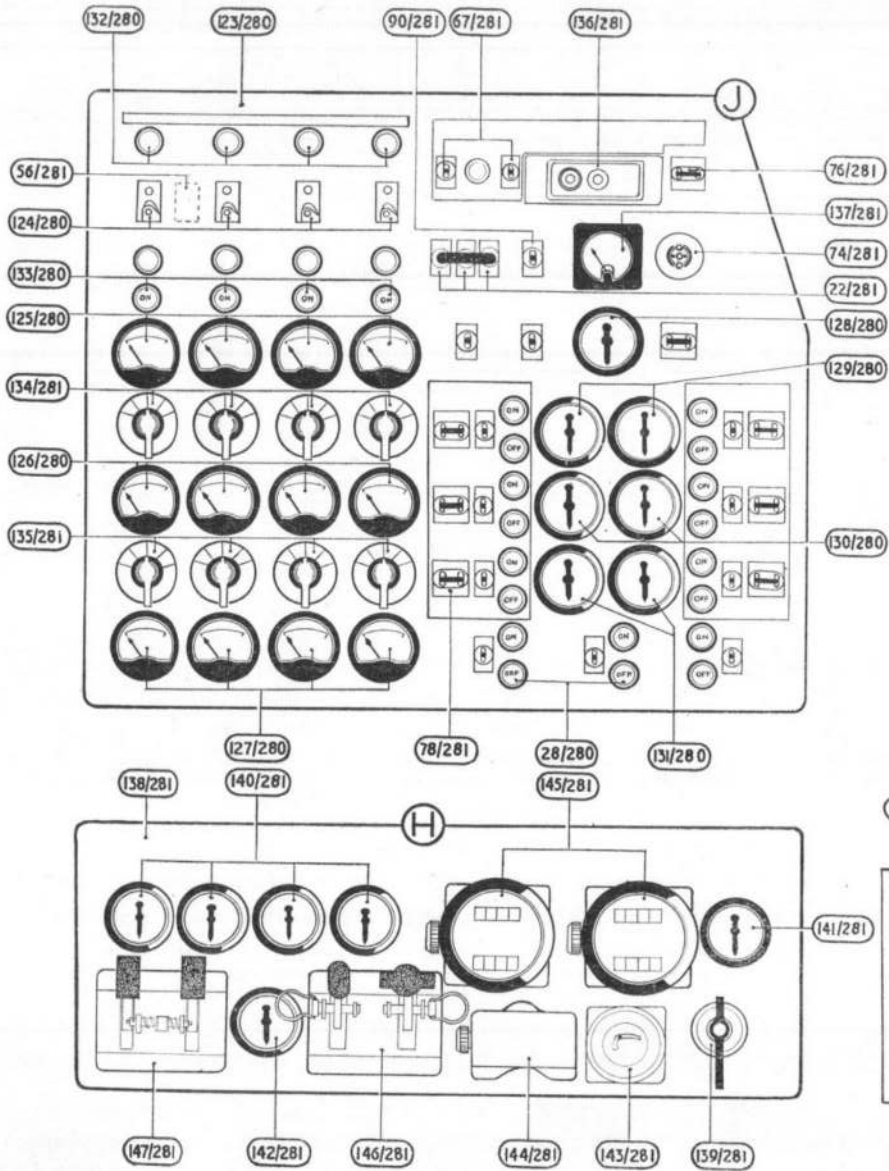 132/280 123/280 90/281 67/281 136/281
J
56/281 76/281
137/281
124/280 74/281
133/280 22/281
ON ON ON ON
125/280 128/280
129/280
134/281 ON ON
OFF OFF
126/280 ON ON
OFF OFF
135/281 130/280
ON ON
OFF OFF
ON ON ON
OFF OFF OFF
127/280 78/281 28/280 131/280
138/281 140/281 145/281
H
141/281
147/281 142/281 146/281 144/281 143/281 139/281